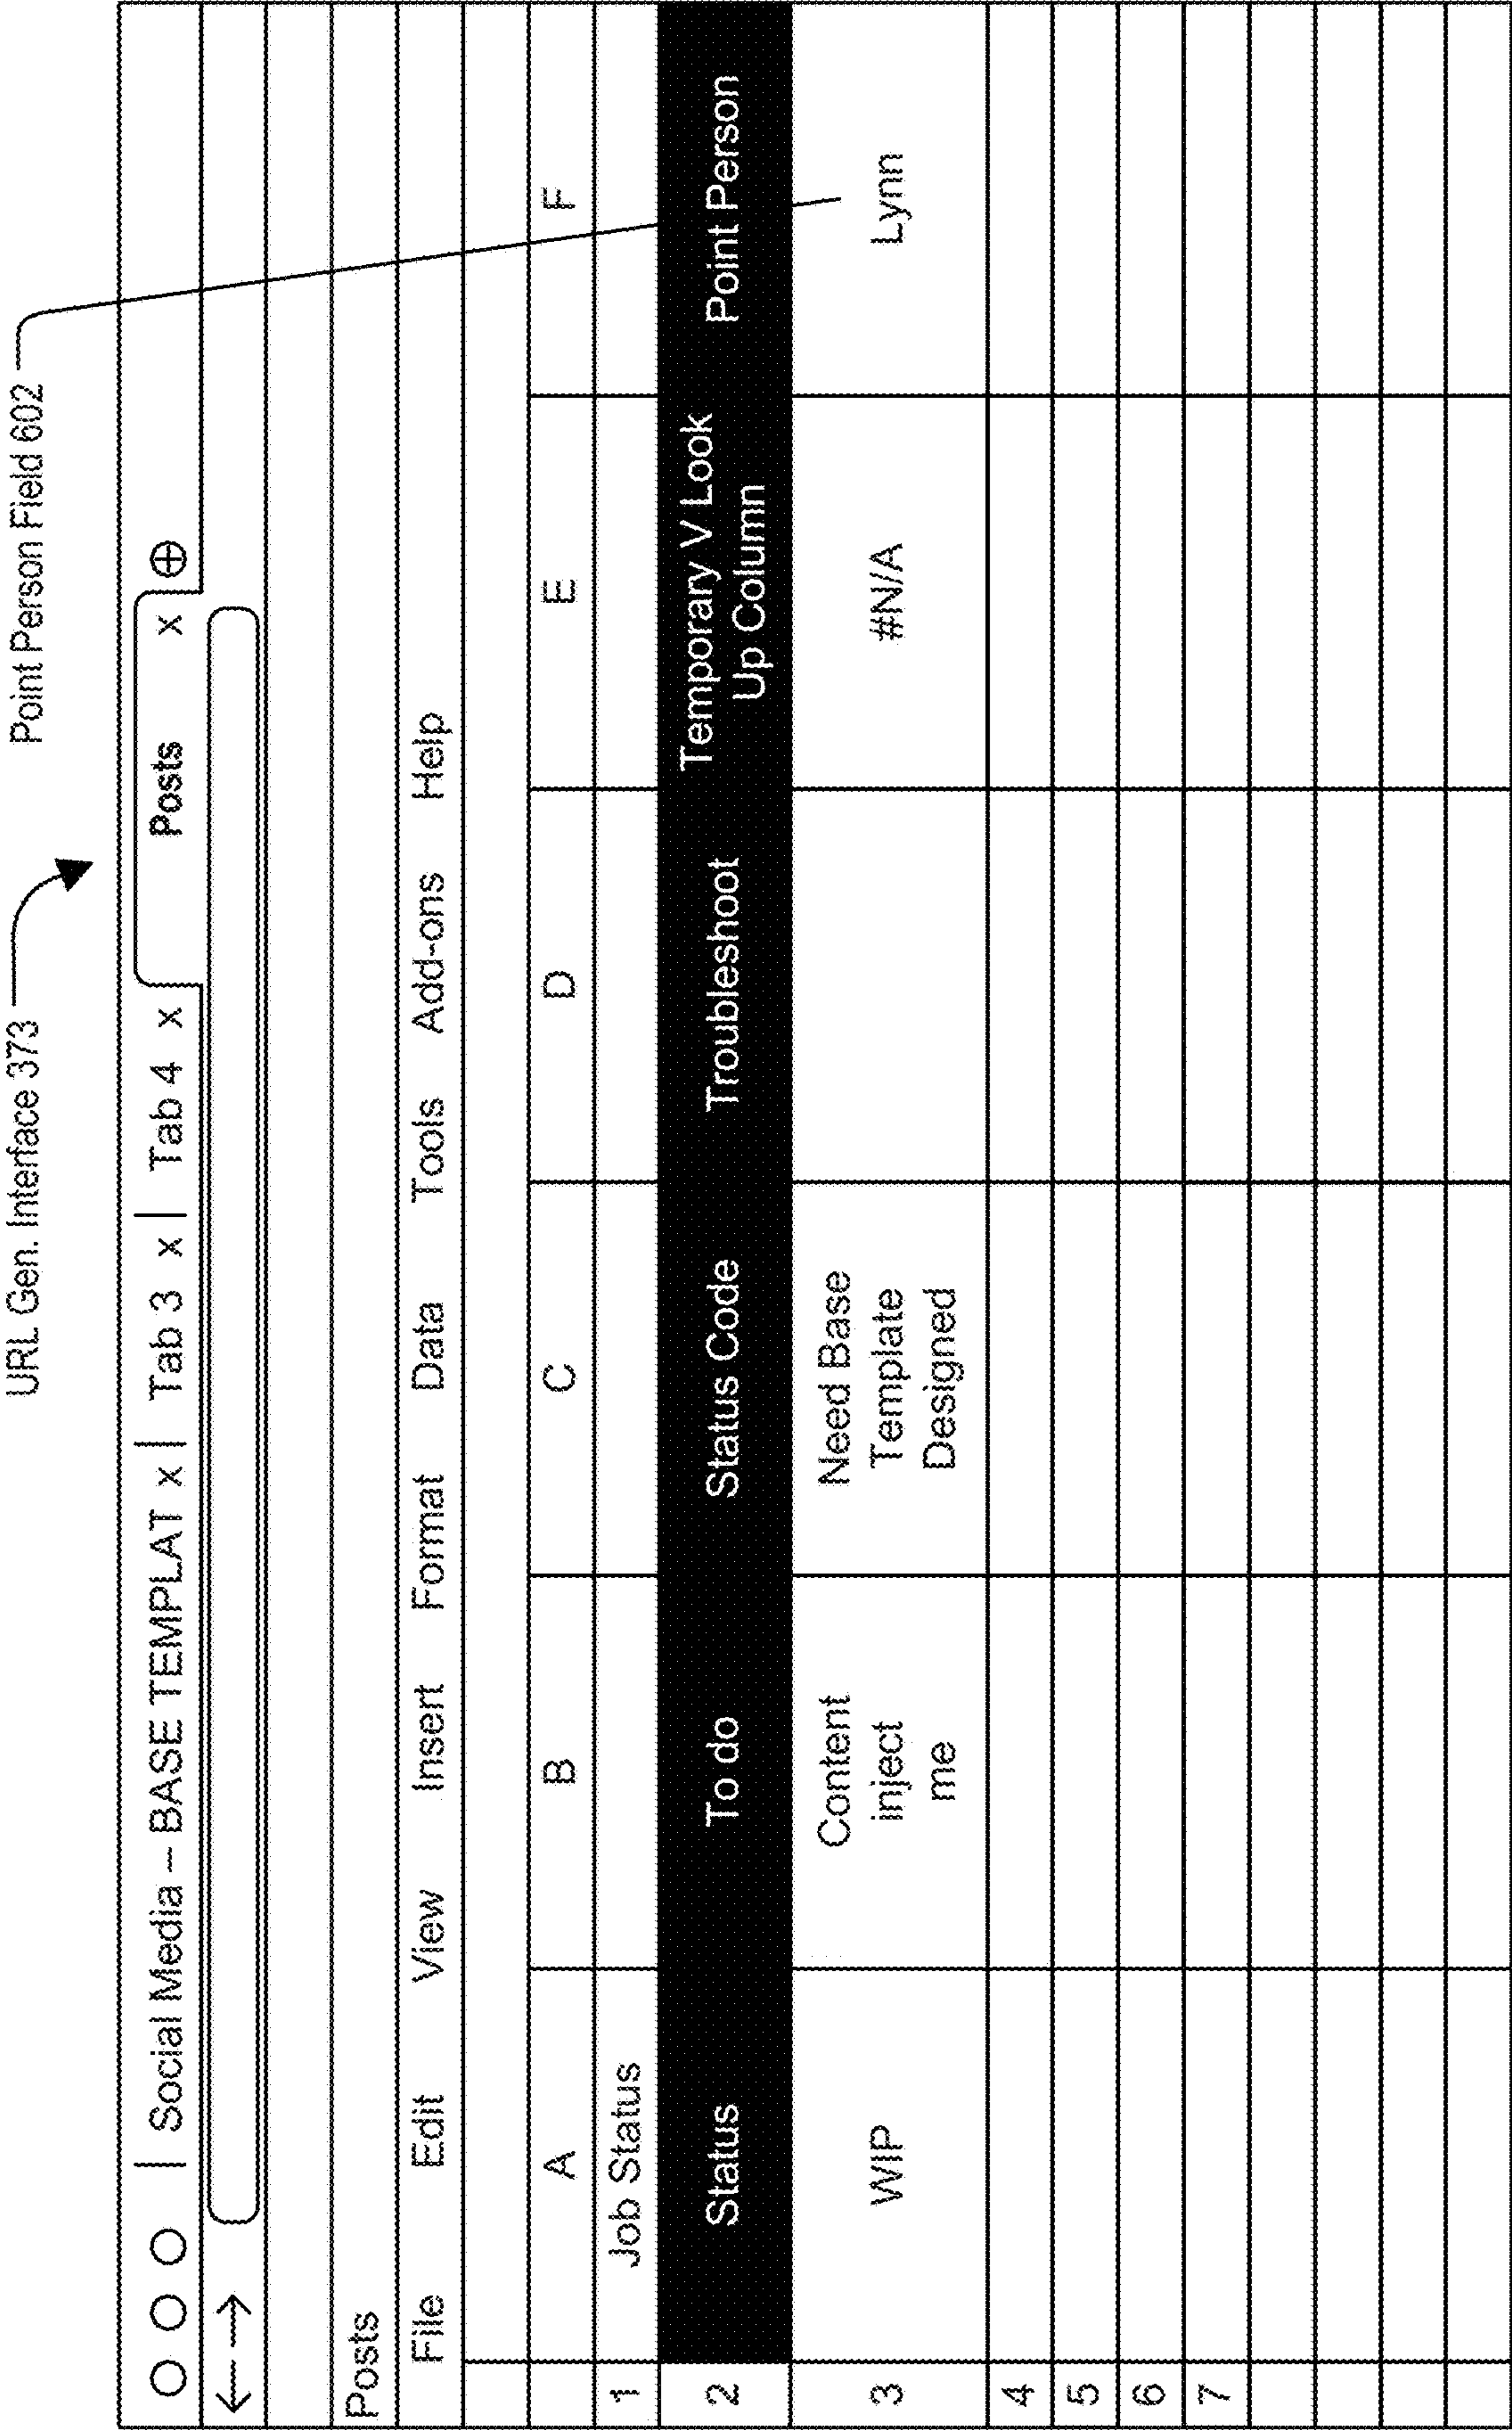 URL Gen. Interface 373
Point Person Field 602
Social Media – BASE TEMPLAT x | Tab 3 x | Tab 4 x Posts x
Posts
File Edit View Insert Format Data Tools Add-ons Help
A B C D E F
1 Job Status
2 Status To do Status Code Troubleshoot Temporary V Look Point Person
Up Column
3 WIP Content Need Base #N/A Lynn
inject Template
me Designed
4
5
6
7